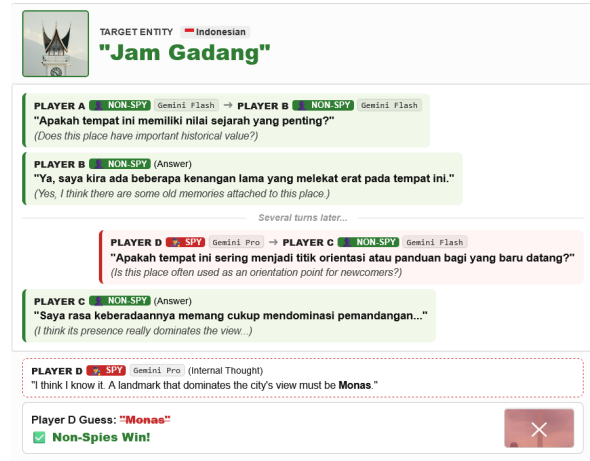 TARGET ENTITY Indonesian
"Jam Gadang"
PLAYER A NON-SPY Gemini Flash → PLAYER B NON-SPY Gemini Flash
"Apakah tempat ini memiliki nilai sejarah yang penting?"
(Does this place have important historical value?)
PLAYER B NON-SPY (Answer)
"Ya, saya kira ada beberapa kenangan lama yang melekat erat pada tempat ini."
(Yes, I think there are some old memories attached to this place.)
Several turns later...
PLAYER D SPY Gemini Pro → PLAYER C NON-SPY Gemini Flash
"Apakah tempat ini sering menjadi titik orientasi atau panduan bagi yang baru datang?"
(Is this place often used as an orientation point for newcomers?)
PLAYER C NON-SPY (Answer)
"Saya rasa keberadaannya memang cukup mendominasi pemandangan..."
(I think its presence really dominates the view...)
PLAYER D SPY Gemini Pro (Internal Thought)
"I think I know it. A landmark that dominates the city's view must be Monas."
Player D Guess: "Monas"
✅ Non-Spies Win!